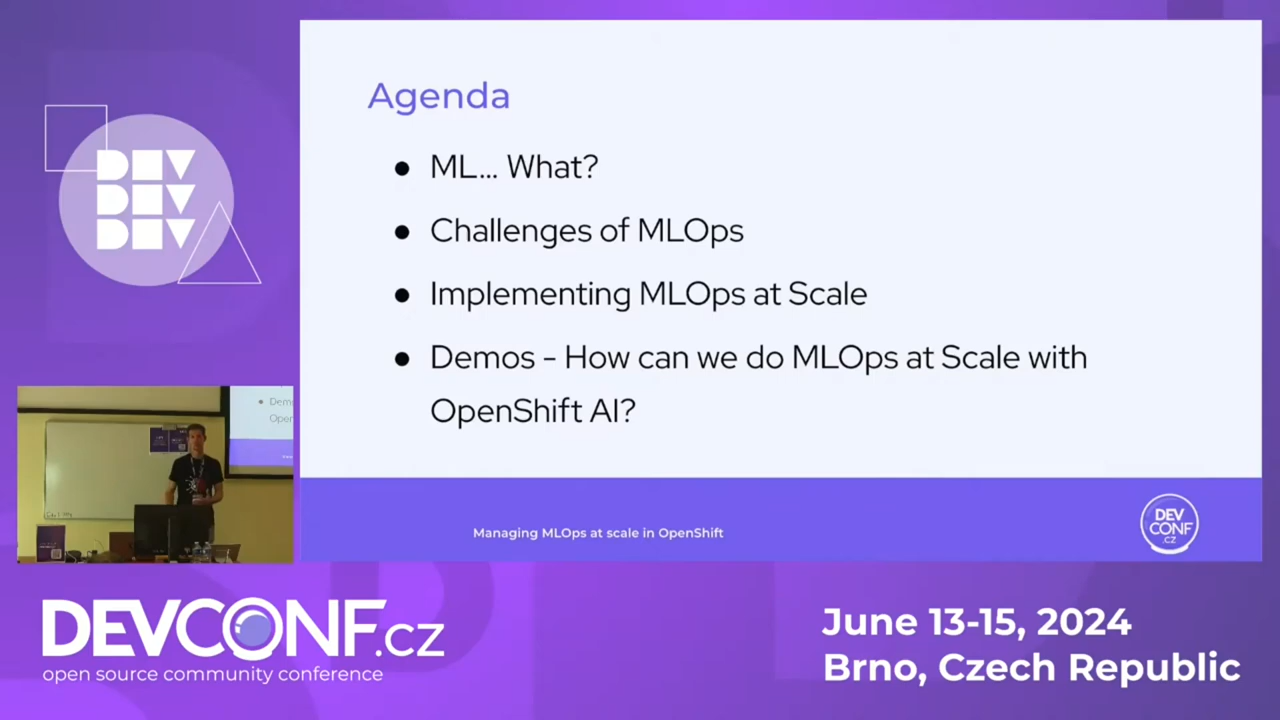 DEV
DEV
DEV
Agenda
● ML... What?
● Challenges of MLOps
● Implementing MLOps at Scale
● Demos - How can we do MLOps at Scale with
OpenShift AI?
Demo
Open
Managing MLOps at scale in OpenShift
DEV
CONF
.CZ
DEVCONF.cz
open source community conference
June 13-15, 2024
Brno, Czech Republic